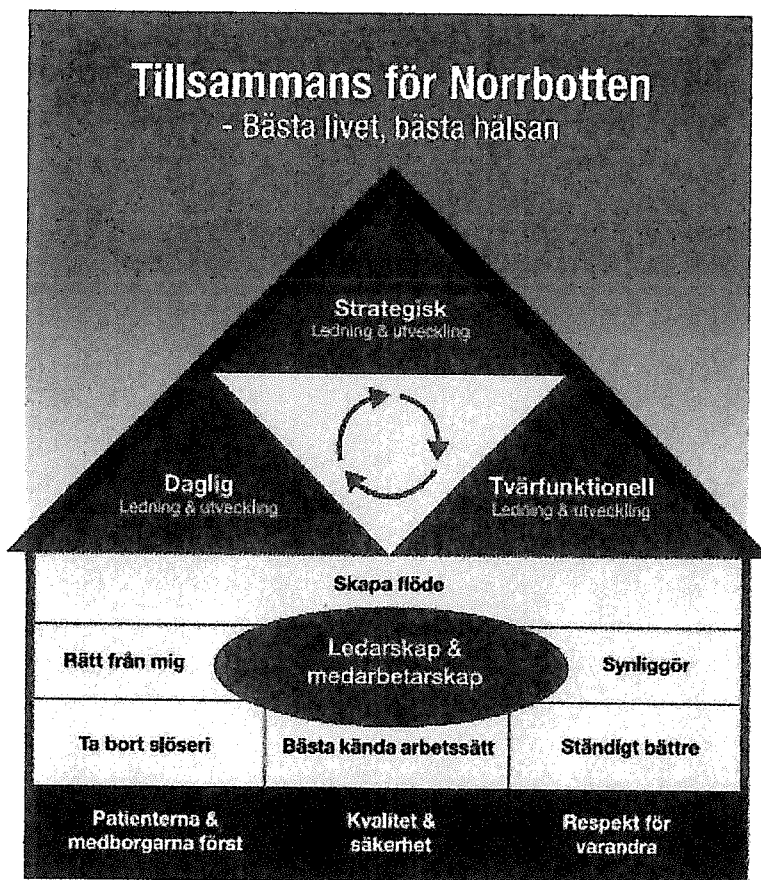 Tillsammans för Norrbotten
- Bästa livet, bästa hälsan
Strategisk
Ledning & utveckling
Daglig
Ledning & utveckling
Tvärfunktionell
Ledning & utveckling
Skapa flöde
Rätt från mig
Ledarskap &
medarbetarskap
Synliggör
Ta bort slöseri
Bästa kända arbetssätt
Ständigt bättre
Patienterna &
medborgarna först
Kvalitet &
säkerhet
Respekt för
varandra